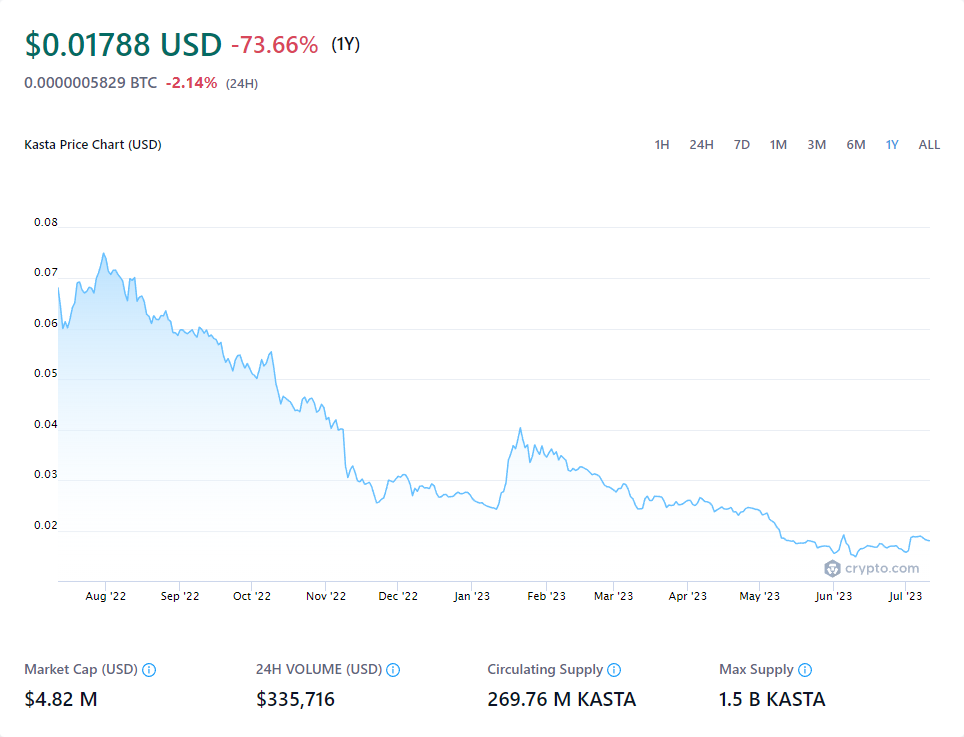 $0.01788 USD -73.66% (1Y)
0.0000005829 BTC -2.14% (24H)
Kasta Price Chart (USD) 1H 24H 7D 1M 3M 6M 1Y ALL
0.08
0.07
0.06
0.05
0.04
0.03
0.02
crypto.com
Aug '22 Sep '22 Oct '22 Nov '22 Dec '22 Jan '23 Feb '23 Mar '23 Apr '23 May '23 Jun '23 Jul '23
Market Cap (USD) 24H VOLUME (USD) Circulating Supply Max Supply
$4.82 M $335,716 269.76 M KASTA 1.5 B KASTA